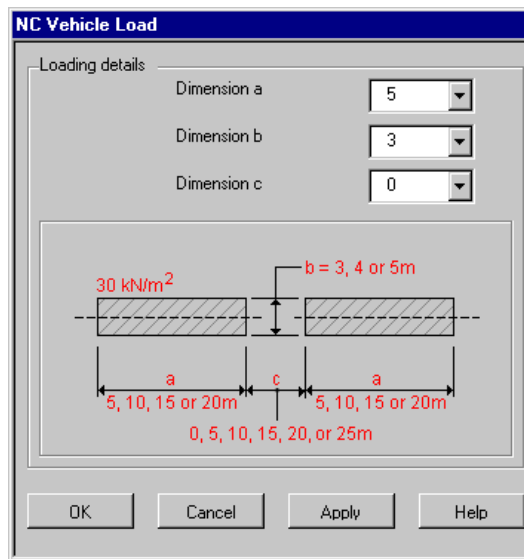 NC Vehicle Load
Loading details
Dimension a 5
Dimension b 3
Dimension c 0
b = 3, 4 or 5m
30 kN/m²
a c a
5, 10, 15 or 20m 5, 10, 15 or 20m
0, 5, 10, 15, 20, or 25m
OK Cancel Apply Help